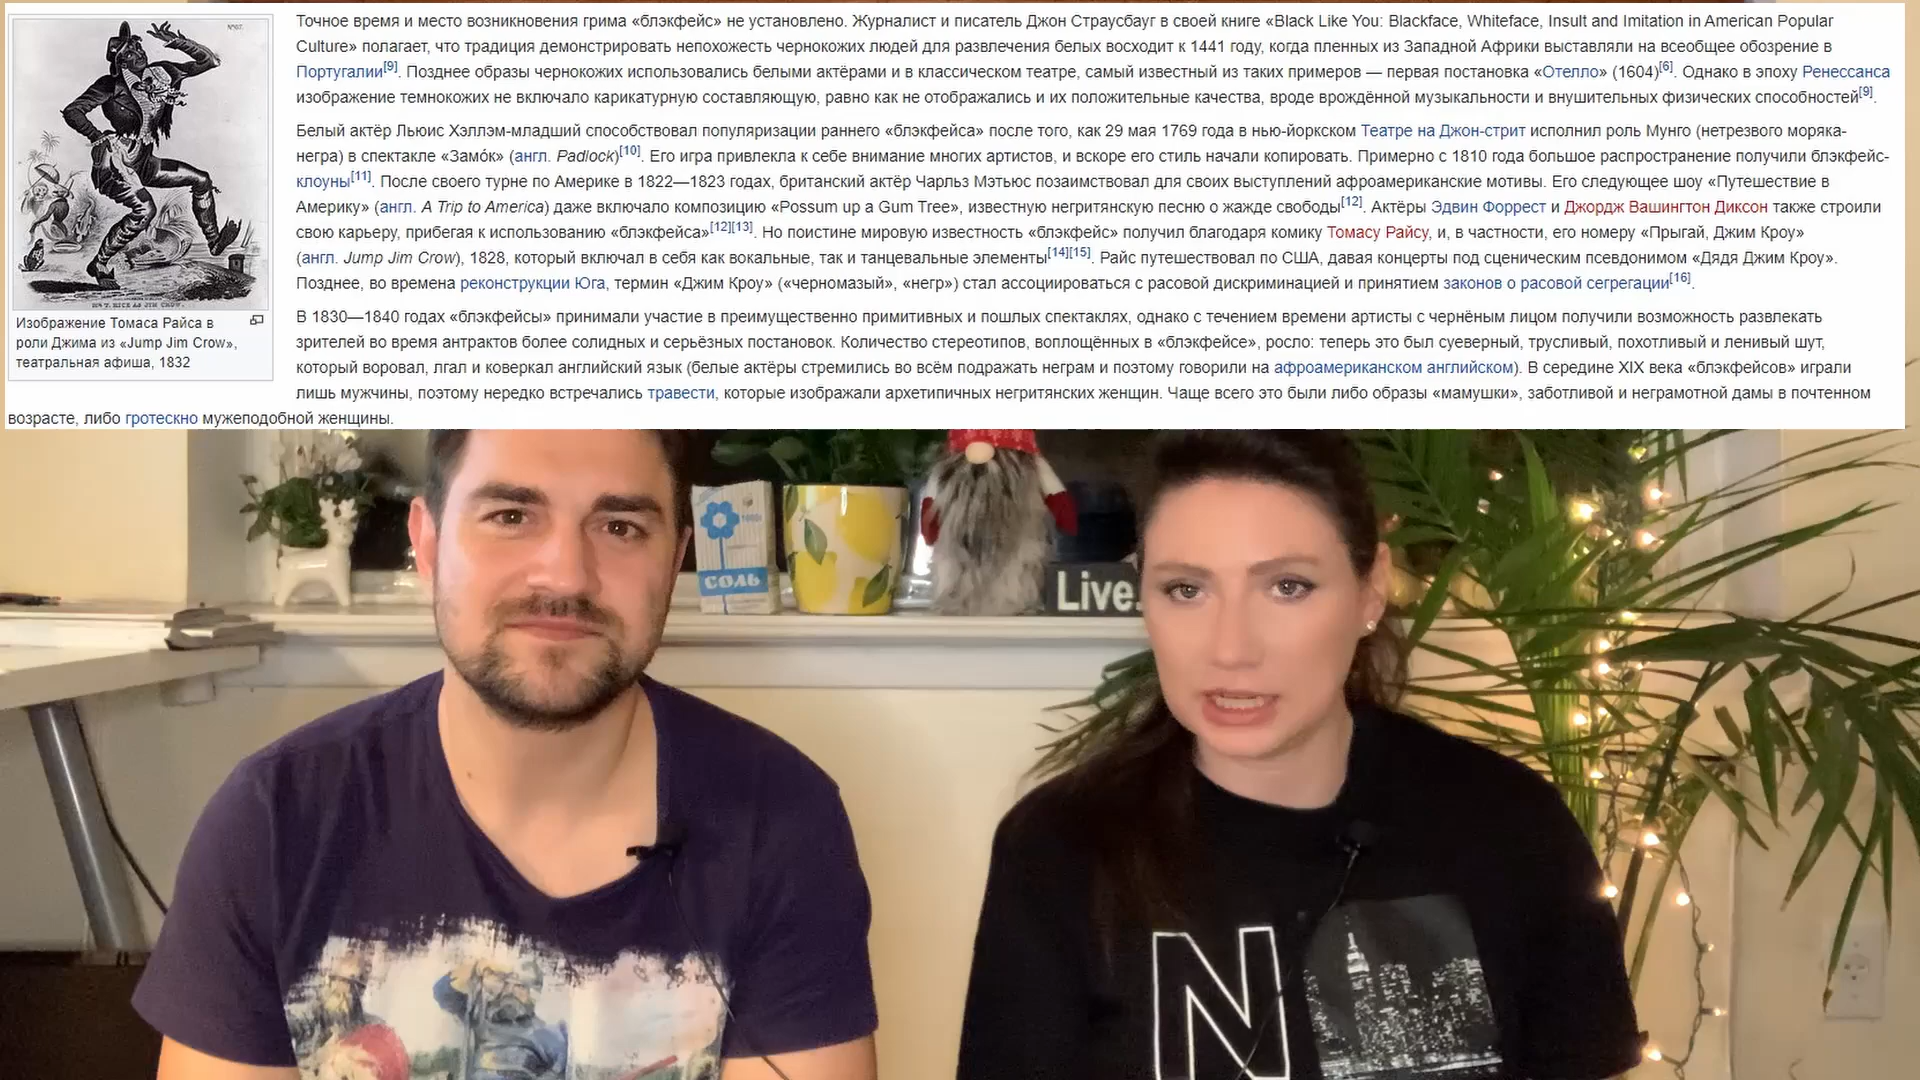 Точное время и место возникновения грима «блэкфейс» не установлено. Журналист и писатель Джон Страусбауг в своей книге «Black Like You: Blackface, Whiteface, Insult and Imitation in American Popular
Culture» полагает, что традиция демонстрировать непохожесть чернокожих людей для развлечения белых восходит к 1441 году, когда пленных из Западной Африки выставляли на всеобщее обозрение в
Португалии[9]. Позднее образы чернокожих использовались белыми актёрами и в классическом театре, самый известный из таких примеров — первая постановка «Отелло» (1604)[6]. Однако в эпоху Ренессанса
изображение темнокожих не включало карикатурную составляющую, равно как не отображались и их положительные качества, вроде врождённой музыкальности и внушительных физических способностей[9].
Белый актёр Льюис Хэллэм-младший способствовал популяризации раннего «блэкфейса» после того, как 29 мая 1769 года в нью-йоркском Театре на Джон-стрит исполнил роль Мунго (нетрезвого моряка-
негра) в спектакле «Замо́к» (англ. Padlock)[10]. Его игра привлекла к себе внимание многих артистов, и вскоре его стиль начали копировать. Примерно с 1810 года большое распространение получили блэкфейс-
клоуны[11]. После своего турне по Америке в 1822—1823 годах, британский актёр Чарльз Мэтьюс позаимствовал для своих выступлений афроамериканские мотивы. Его следующее шоу «Путешествие в
Америку» (англ. A Trip to America) даже включало композицию «Possum up a Gum Tree», известную негритянскую песню о жажде свободы[12]. Актёры Эдвин Форрест и Джордж Вашингтон Диксон также строили
свою карьеру, прибегая к использованию «блэкфейса»[12][13]. Но поистине мировую известность «блэкфейс» получил благодаря комику Томасу Райсу, и, в частности, его номеру «Прыгай, Джим Кроу»
(англ. Jump Jim Crow), 1828, который включал в себя как вокальные, так и танцевальные элементы[14][15]. Райс путешествовал по США, давая концерты под сценическим псевдонимом «Дядя Джим Кроу».
Позднее, во времена реконструкции Юга, термин «Джим Кроу» («черномазый», «негр») стал ассоциироваться с расовой дискриминацией и принятием законов о расовой сегрегации[16].
В 1830—1840 годах «блэкфейсы» принимали участие в преимущественно примитивных и пошлых спектаклях, однако с течением времени артисты с чернёным лицом получили возможность развлекать
зрителей во время антрактов более солидных и серьёзных постановок. Количество стереотипов, воплощённых в «блэкфейсе», росло: теперь это был суеверный, трусливый, похотливый и ленивый шут,
который воровал, лгал и коверкал английский язык (белые актёры стремились во всём подражать неграм и поэтому говорили на афроамериканском английском). В середине XIX века «блэкфейсов» играли
лишь мужчины, поэтому нередко встречались травести, которые изображали архетипичных негритянских женщин. Чаще всего это были либо образы «мамушки», заботливой и неграмотной дамы в почтенном
возрасте, либо гротескно мужеподобной женщины.
Изображение Томаса Райса в
роли Джима из «Jump Jim Crow»,
театральная афиша, 1832
СОЛЬ
Live.
N